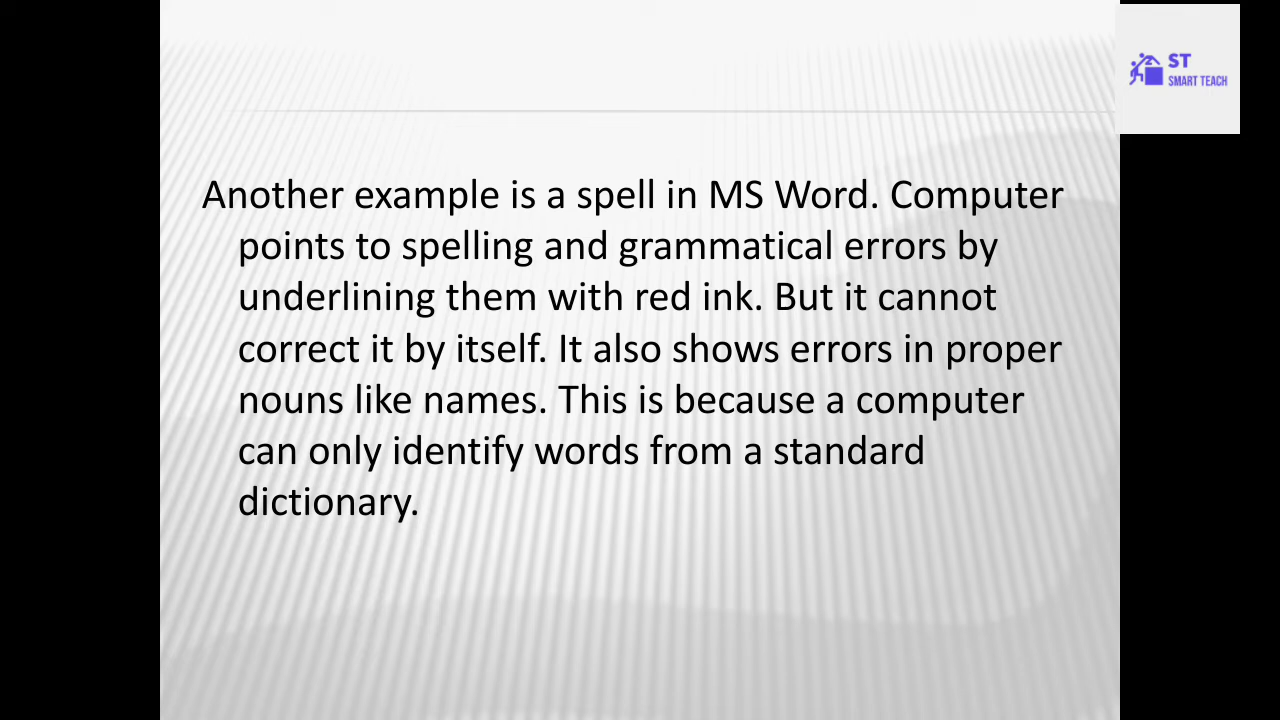 ST
SMART TEACH
Another example is a spell in MS Word. Computer
points to spelling and grammatical errors by
underlining them with red ink. But it cannot
correct it by itself. It also shows errors in proper
nouns like names. This is because a computer
can only identify words from a standard
dictionary.